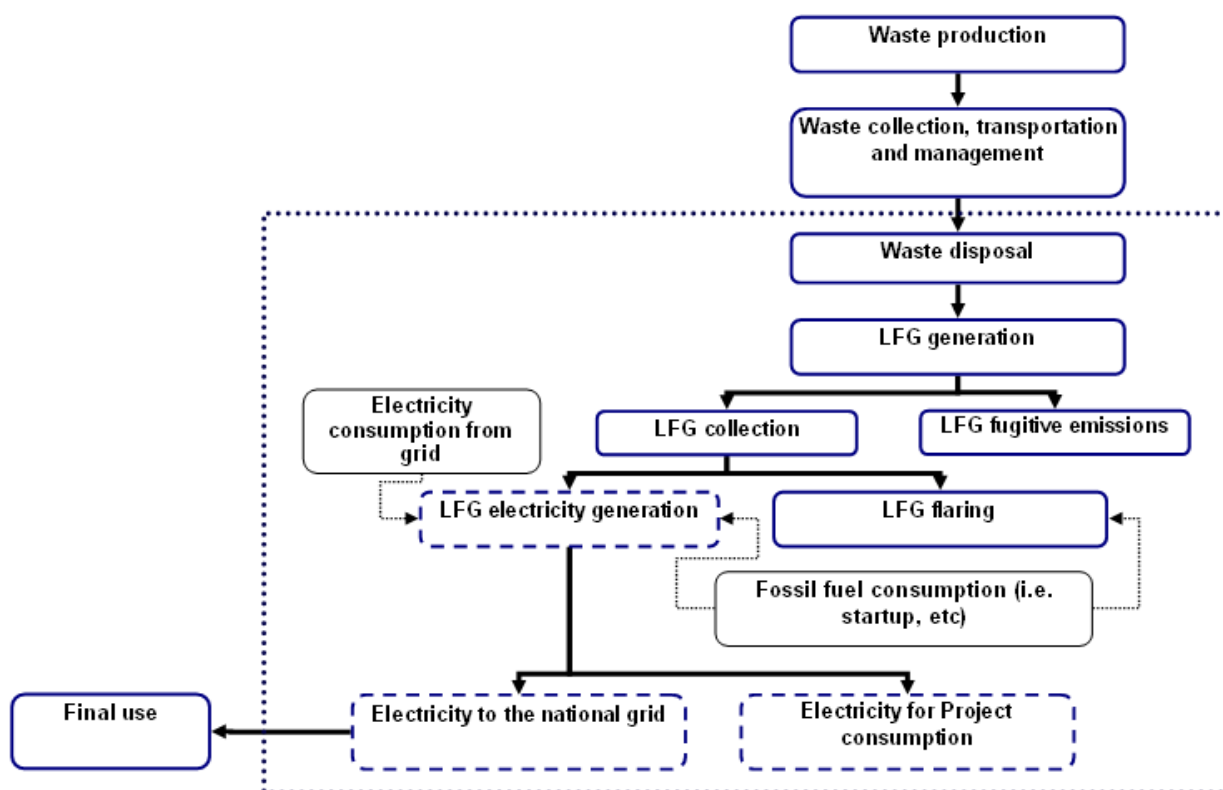 Waste production
Waste collection, transportation
and management
Waste disposal
LFG generation
Electricity
consumption from
grid
LFG collection
LFG fugitive emissions
LFG electricity generation
LFG flaring
Fossil fuel consumption (i.e.
startup, etc)
Final use
Electricity to the national grid
Electricity for Project
consumption